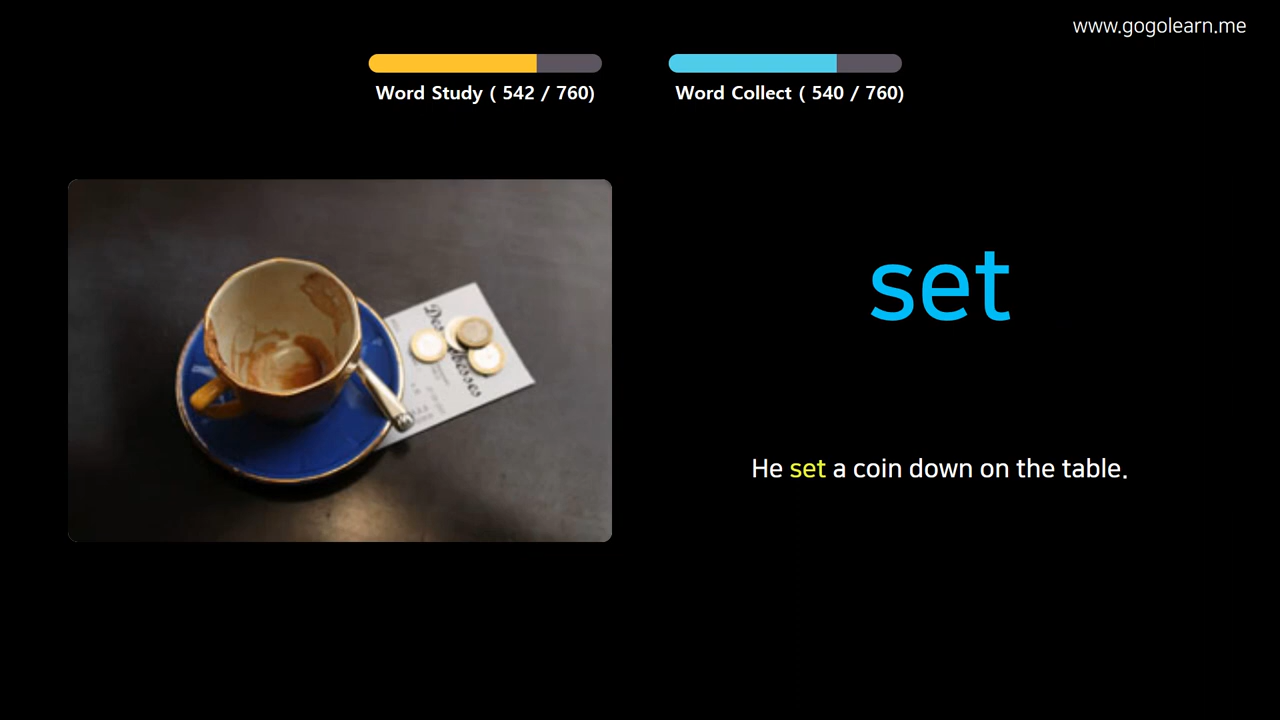 www.gogolearn.me
Word Study ( 542 / 760)
Word Collect ( 540 / 760)
set
He set a coin down on the table.